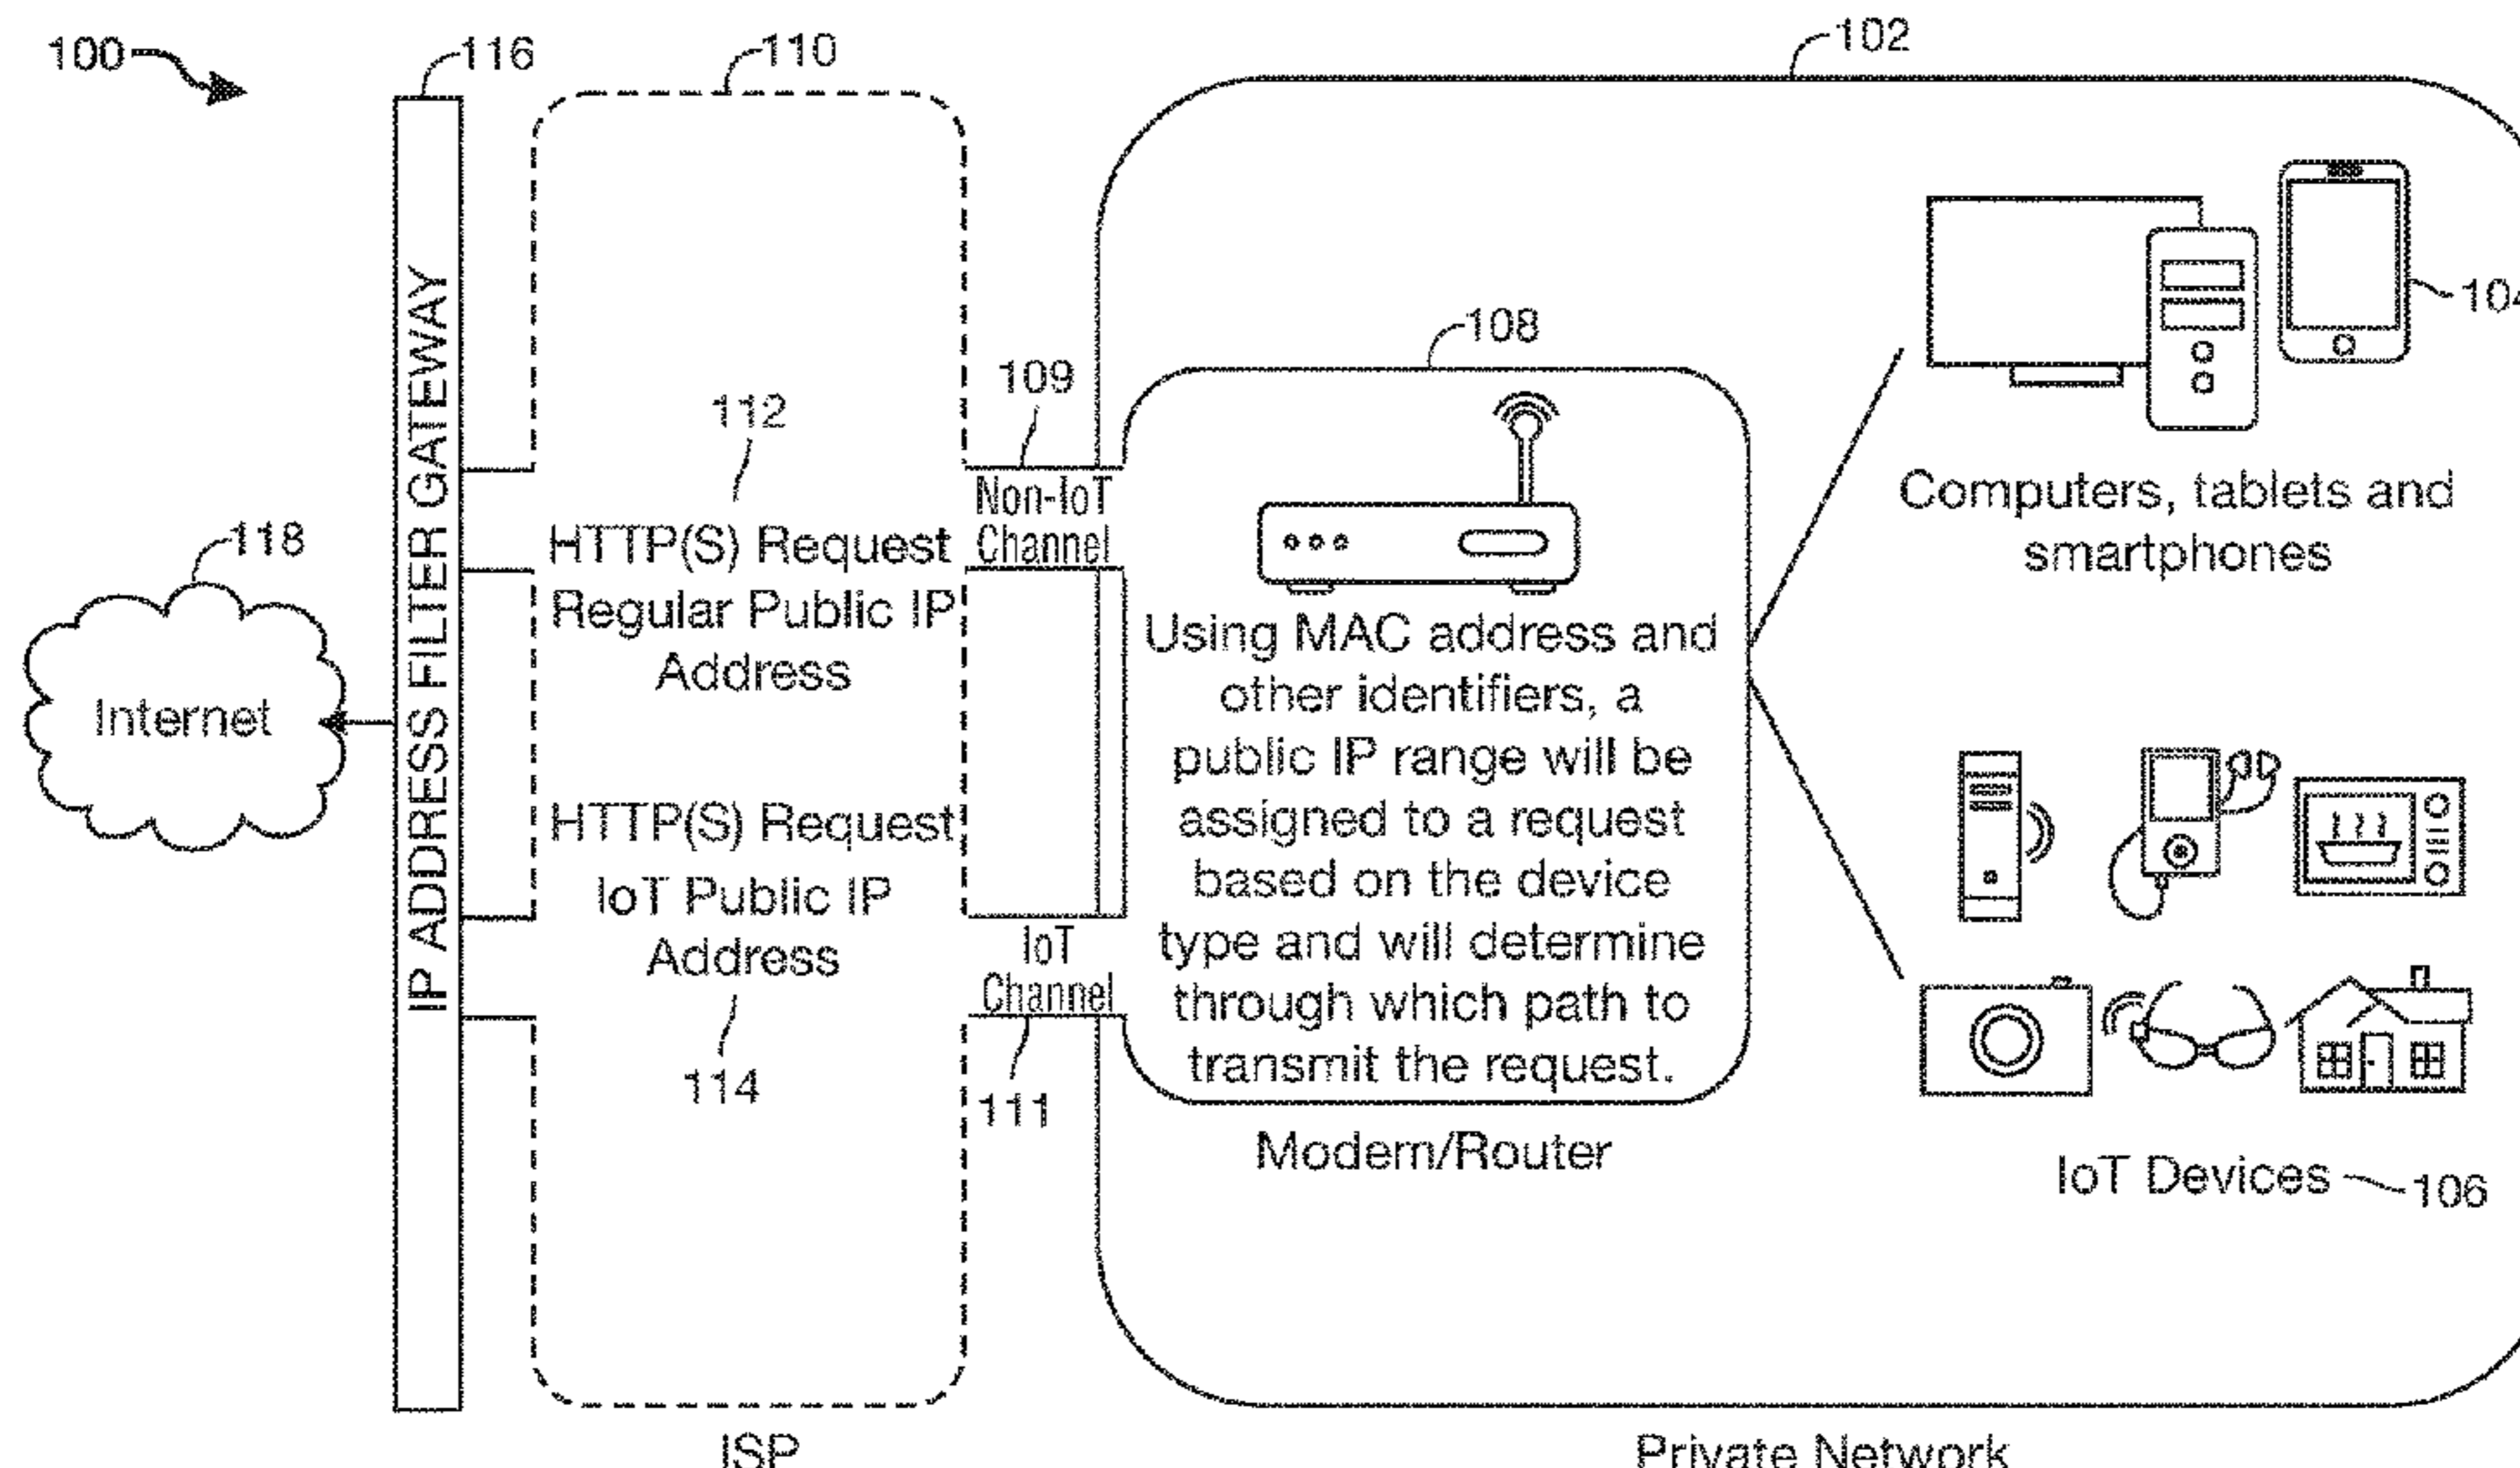 100
116
110
102
104
108
109
112
118
IP ADDRESS FILTER GATEWAY
Internet
HTTP(S) Request
Regular Public IP
Address
HTTP(S) Request
IoT Public IP
Address
114
Non-IoT
Channel
IoT
Channel
111
Using MAC address and
other identifiers, a
public IP range will be
assigned to a request
based on the device
type and will determine
through which path to
transmit the request.
Modem/Router
Computers, tablets and
smartphones
IoT Devices
106
ISP
Private Network